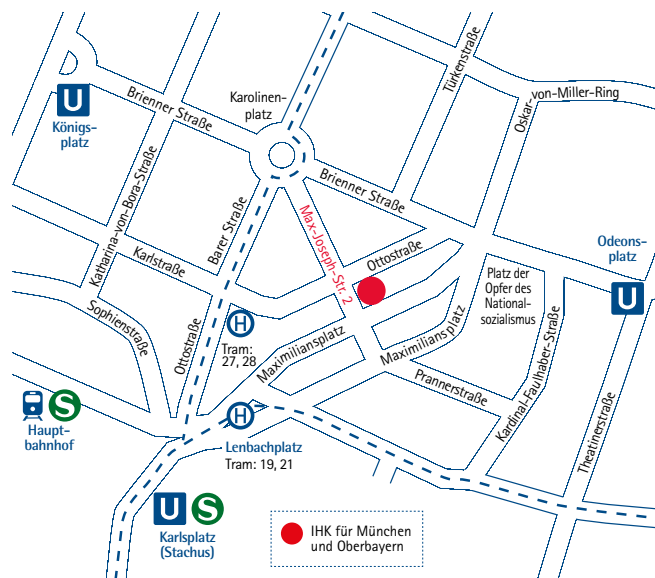 Türkenstraße
Oskar-von-Miller-Ring
U
Königs-
platz
Brienner Straße
Karolinen-
platz
Brienner Straße
Katharina-von-Bora-Straße
Barer Straße
Max-Joseph-Str. 2
Karlstraße
Ottostraße
Odeons-
platz
U
Platz der
Opfer des
National-
sozialismus
Sophienstraße
Ottostraße
H
Tram:
27, 28
Maximiliansplatz
Maximiliansplatz
Prannerstraße
Kardinal-Faulhaber-Straße
Theatinerstraße
S
Haupt-
bahnhof
H
Lenbachplatz
Tram: 19, 21
U S
Karlsplatz
(Stachus)
IHK für München
und Oberbayern